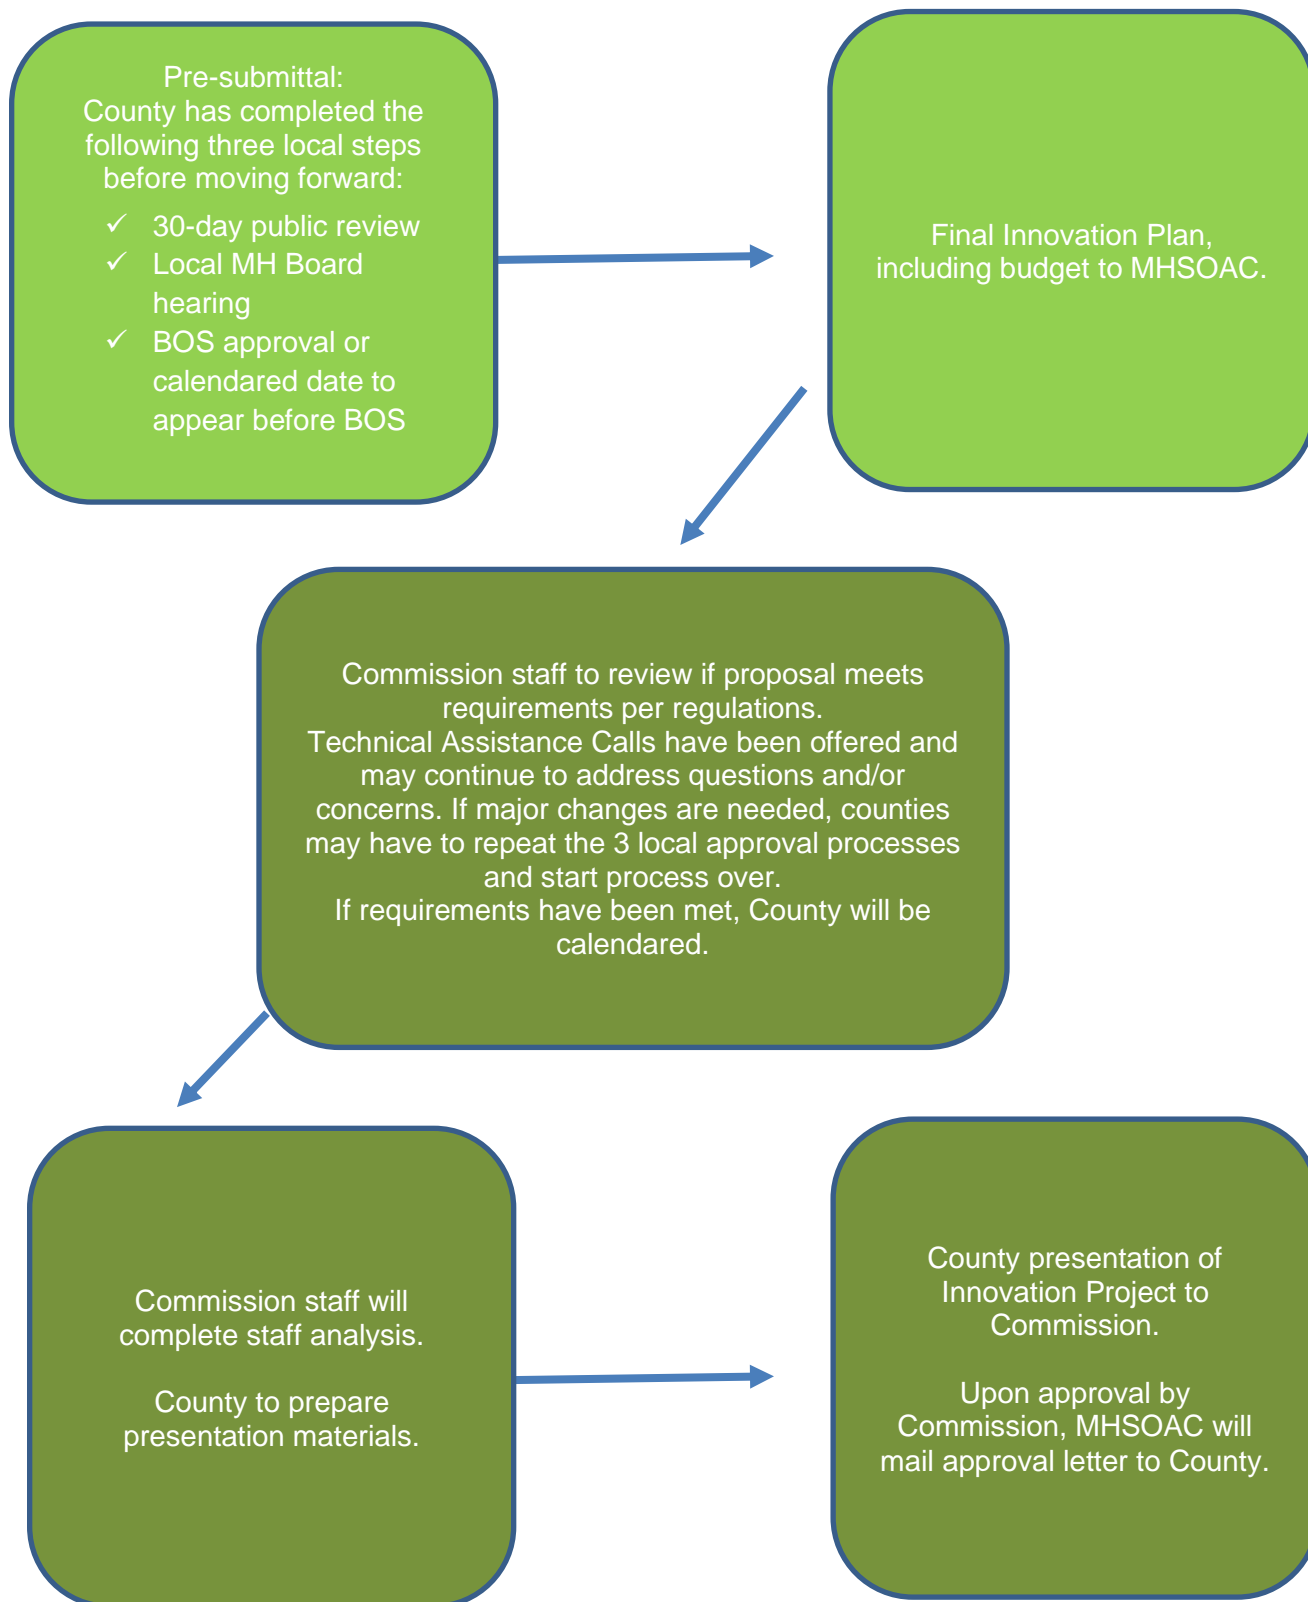 Pre-submittal:
County has completed the
following three local steps
before moving forward:
✓ 30-day public review
✓ Local MH Board
hearing
✓ BOS approval or
calendared date to
appear before BOS
Final Innovation Plan,
including budget to MHSOAC.
Commission staff to review if proposal meets
requirements per regulations.
Technical Assistance Calls have been offered and
may continue to address questions and/or
concerns. If major changes are needed, counties
may have to repeat the 3 local approval processes
and start process over.
If requirements have been met, County will be
calendared.
Commission staff will
complete staff analysis.
County to prepare
presentation materials.
County presentation of
Innovation Project to
Commission.
Upon approval by
Commission, MHSOAC will
mail approval letter to County.